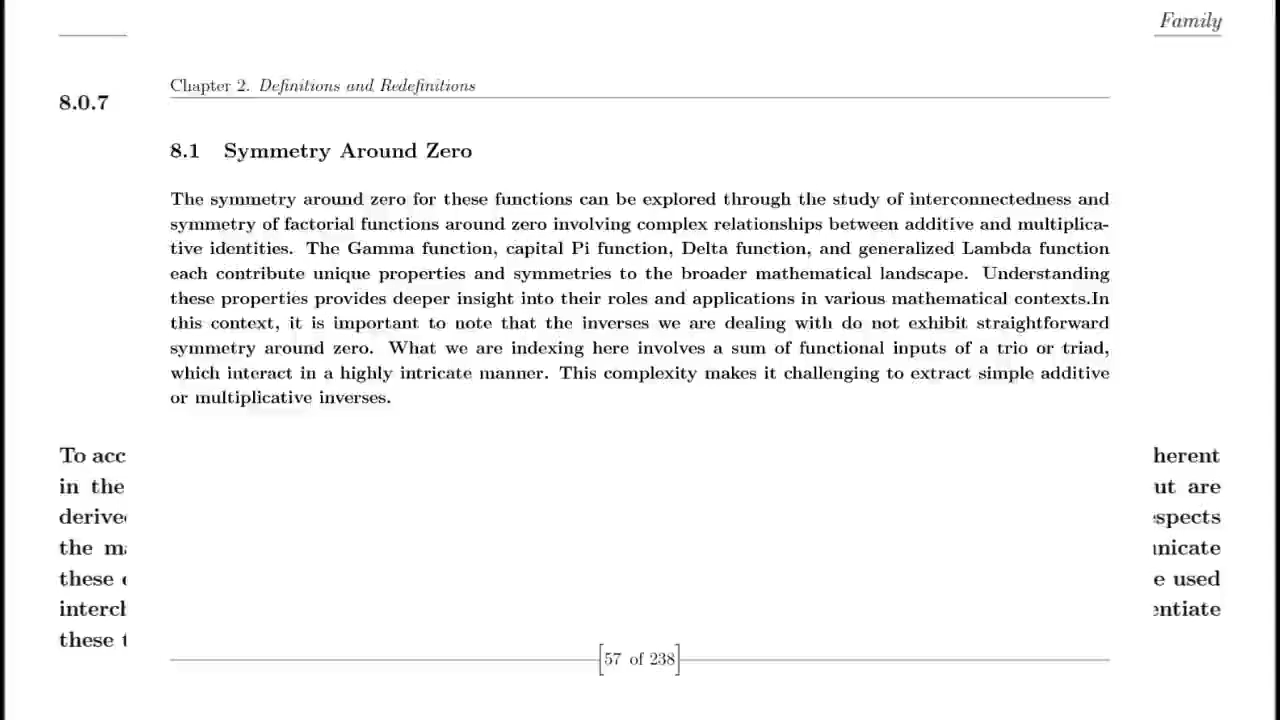 Family
8.0.7
Chapter 2. Definitions and Redefinitions
8.1 Symmetry Around Zero
The symmetry around zero for these functions can be explored through the study of interconnectedness and
symmetry of factorial functions around zero involving complex relationships between additive and multiplica-
tive identities. The Gamma function, capital Pi function, Delta function, and generalized Lambda function
each contribute unique properties and symmetries to the broader mathematical landscape. Understanding
these properties provides deeper insight into their roles and applications in various mathematical contexts.In
this context, it is important to note that the inverses we are dealing with do not exhibit straightforward
symmetry around zero. What we are indexing here involves a sum of functional inputs of a trio or triad,
which interact in a highly intricate manner. This complexity makes it challenging to extract simple additive
or multiplicative inverses.
To acc herent
in the ut are
derive spects
the m nicate
these e used
intercl entiate
these t
[57 of 238]